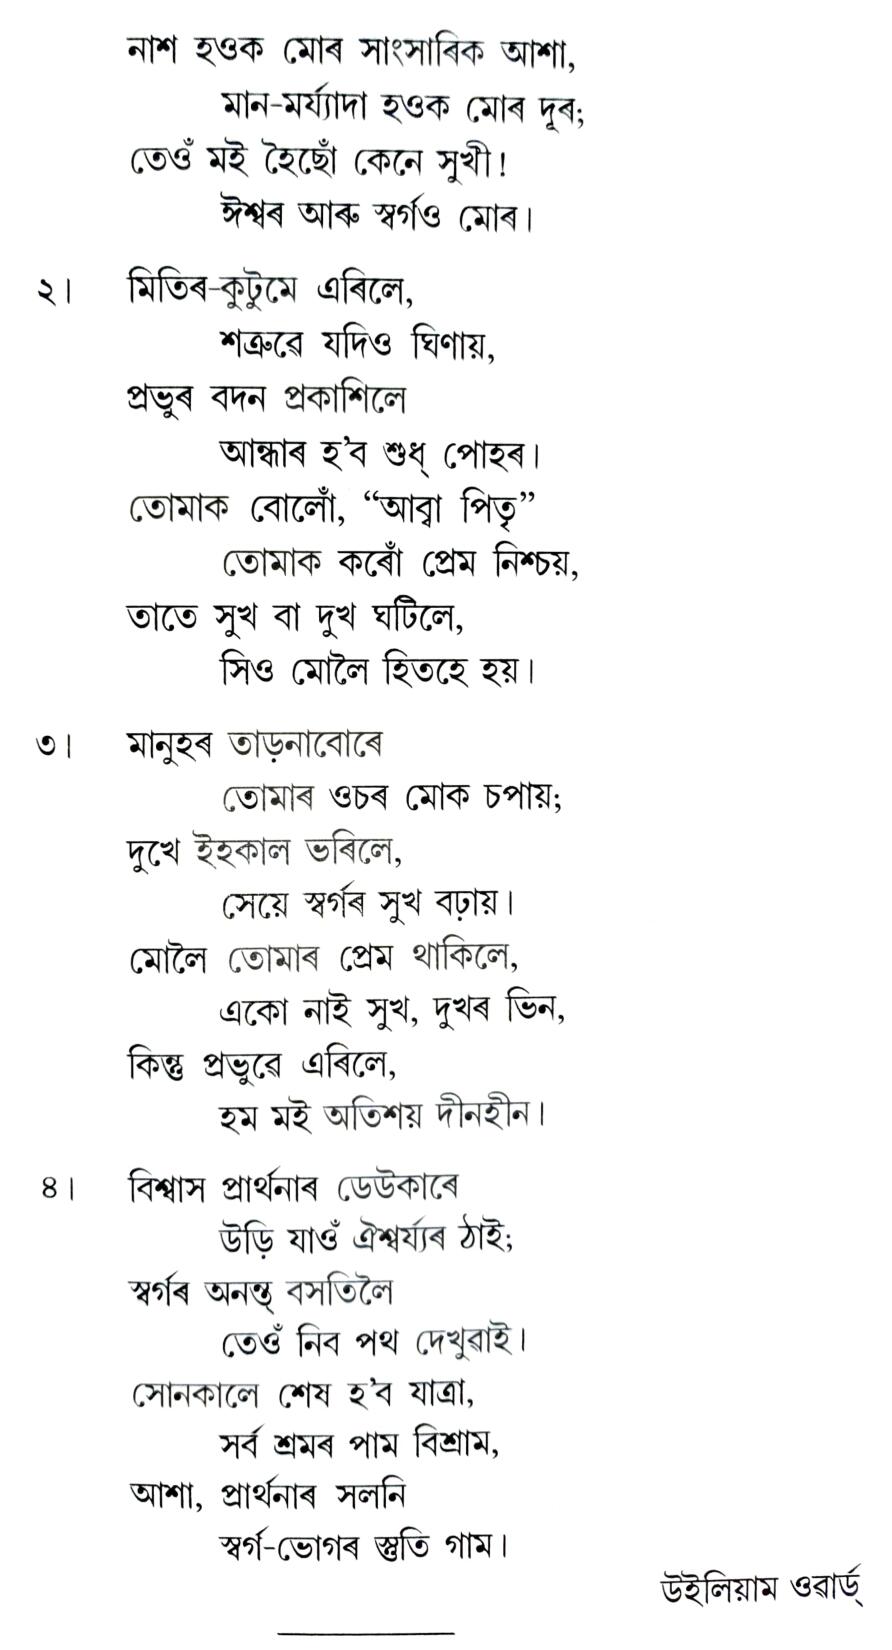 নাশ হওক মোৰ সাংসাৰিক আশা,
মান-মৰ্য্যাদা হওক মোৰ দূৰ;
তেওঁ মই হৈছোঁ কেনে সুখী!
ঈশ্বৰ আৰু স্বৰ্গও মোৰ।
২। মিতিৰ-কুটুমে এৰিলে,
শত্ৰুৱে যদিও ঘিণায়,
প্ৰভুৰ বদন প্ৰকাশিলে
আন্ধাৰ হ’ব শুধ্ পোহৰ।
তোমাক বোলোঁ, “আব্বা পিতৃ”
তোমাক কৰোঁ প্ৰেম নিশ্চয়,
তাতে সুখ বা দুখ ঘটিলে,
সিও মোলৈ হিতহে হয়।
৩। মানুহৰ তাড়নাবোৰে
তোমাৰ ওচৰ মোক চপায়;
দুখে ইহকাল ভৰিলে,
সেয়ে স্বৰ্গৰ সুখ বঢ়ায়।
মোলৈ তোমাৰ প্ৰেম থাকিলে,
একো নাই সুখ, দুখৰ ভিন,
কিন্তু প্ৰভুৱে এৰিলে,
হম মই অতিশয় দীনহীন।
৪। বিশ্বাস প্ৰাৰ্থনাৰ ডেউকাৰে
উড়ি যাওঁ ঐশ্বৰ্য্যৰ ঠাই;
স্বৰ্গৰ অনন্ত্ বসতিলৈ
তেওঁ নিব পথ দেখুৱাই।
সোনকালে শেষ হ’ব যাত্ৰা,
সৰ্ব শ্ৰমৰ পাম বিশ্ৰাম,
আশা, প্ৰাৰ্থনাৰ সলনি
স্বৰ্গ-ভোগৰ স্তুতি গাম।
উইলিয়াম ওৱাৰ্ড্